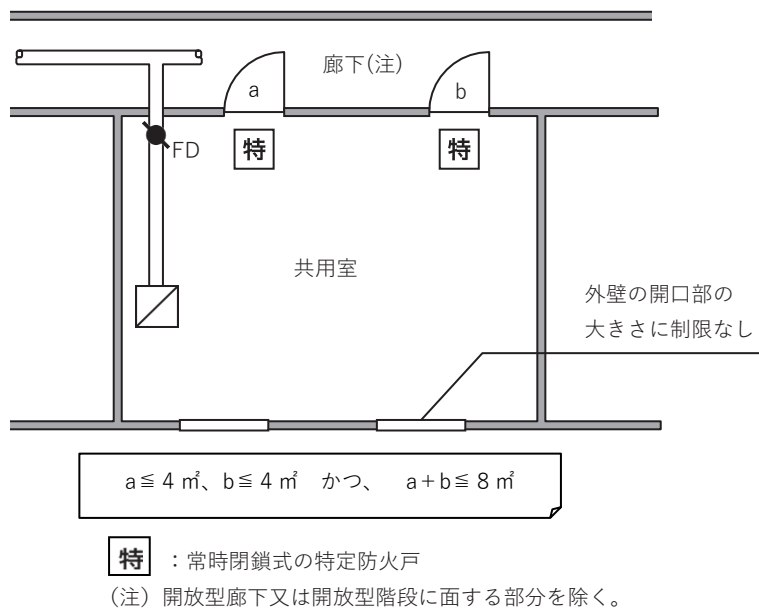 廊下(注)
a
b
FD
特
特
共用室
外壁の開口部の
大きさに制限なし
a≦4㎡、b≦4㎡ かつ、 a+b≦8㎡
特 ：常時閉鎖式の特定防火戸
(注) 開放型廊下又は開放型階段に面する部分を除く。